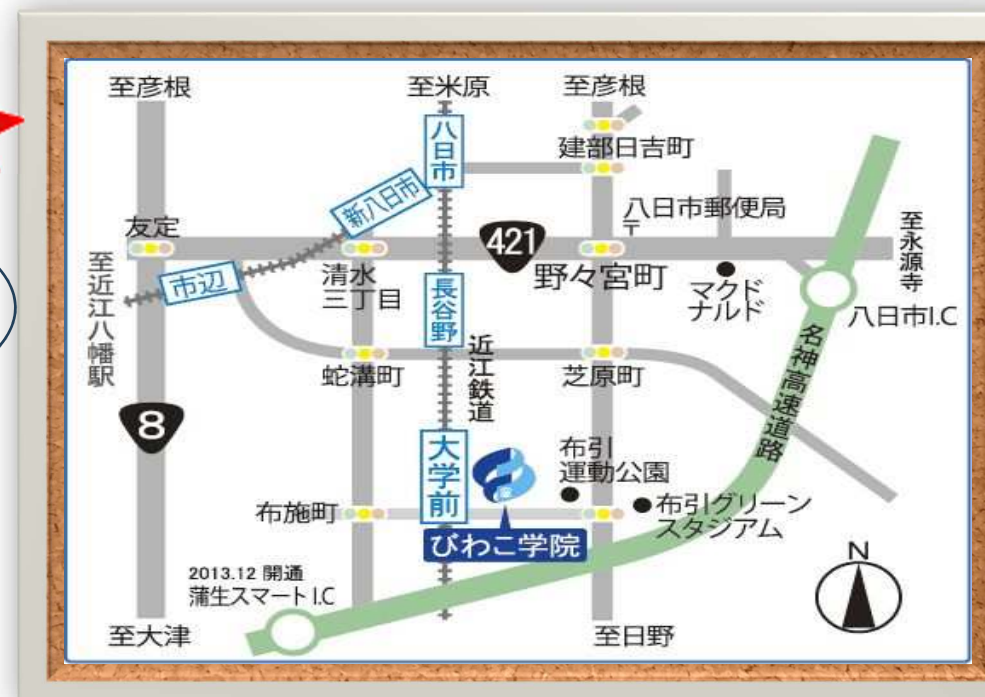 至彦根
至米原
至彦根
八日市
建部日吉町
新八日市
八日市郵便局
〒
友定
421
至永源寺
至近江八幡駅
市辺
清水
三丁目
長谷野
野々宮町
マクド
ナルド
八日市I.C
近江鉄道
名神高速道路
蛇溝町
芝原町
8
大学前
布引
運動公園
布施町
布引グリーン
スタジアム
びわこ学院
2013.12 開通
蒲生スマートI.C
N
至大津
至日野